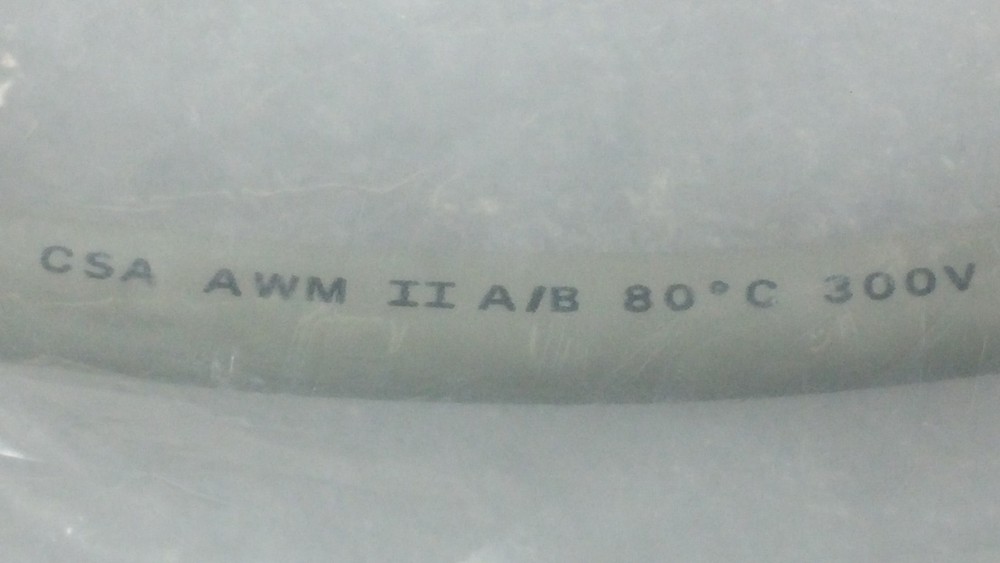 CSA AWM II A/B 80°C 300V